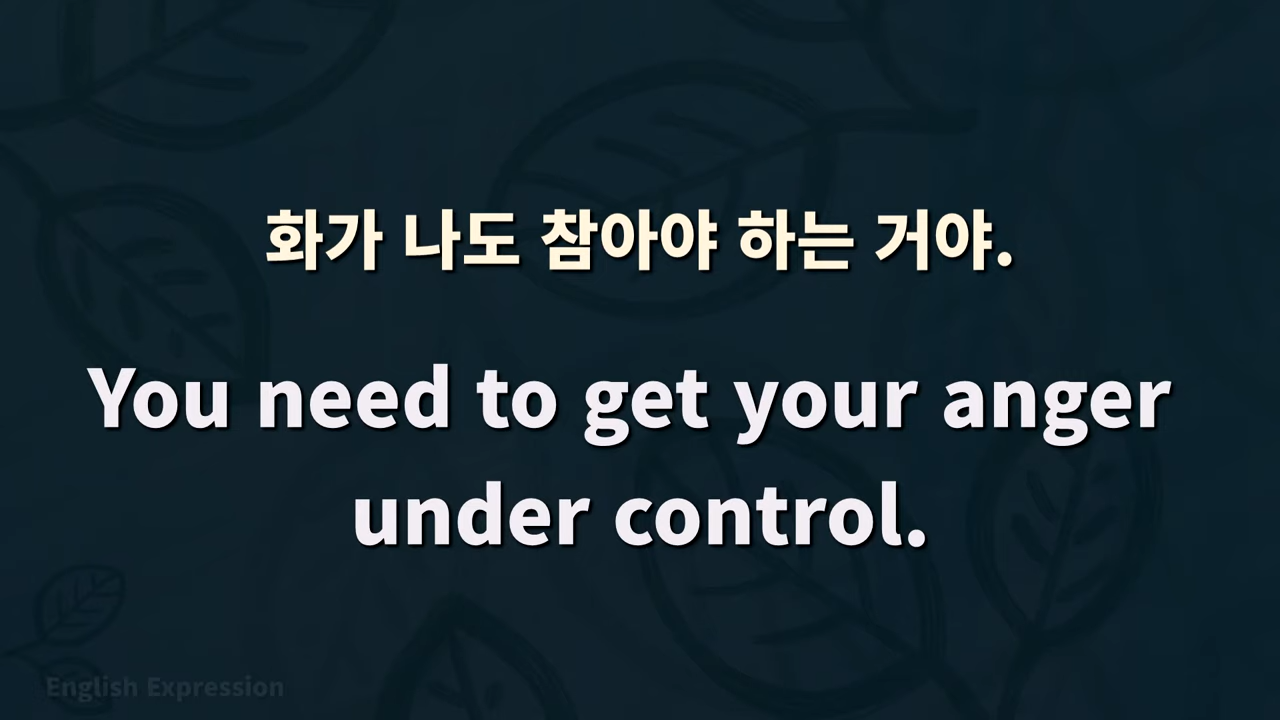 화가 나도 참아야 하는 거야.
You need to get your anger
under control.
English Expression